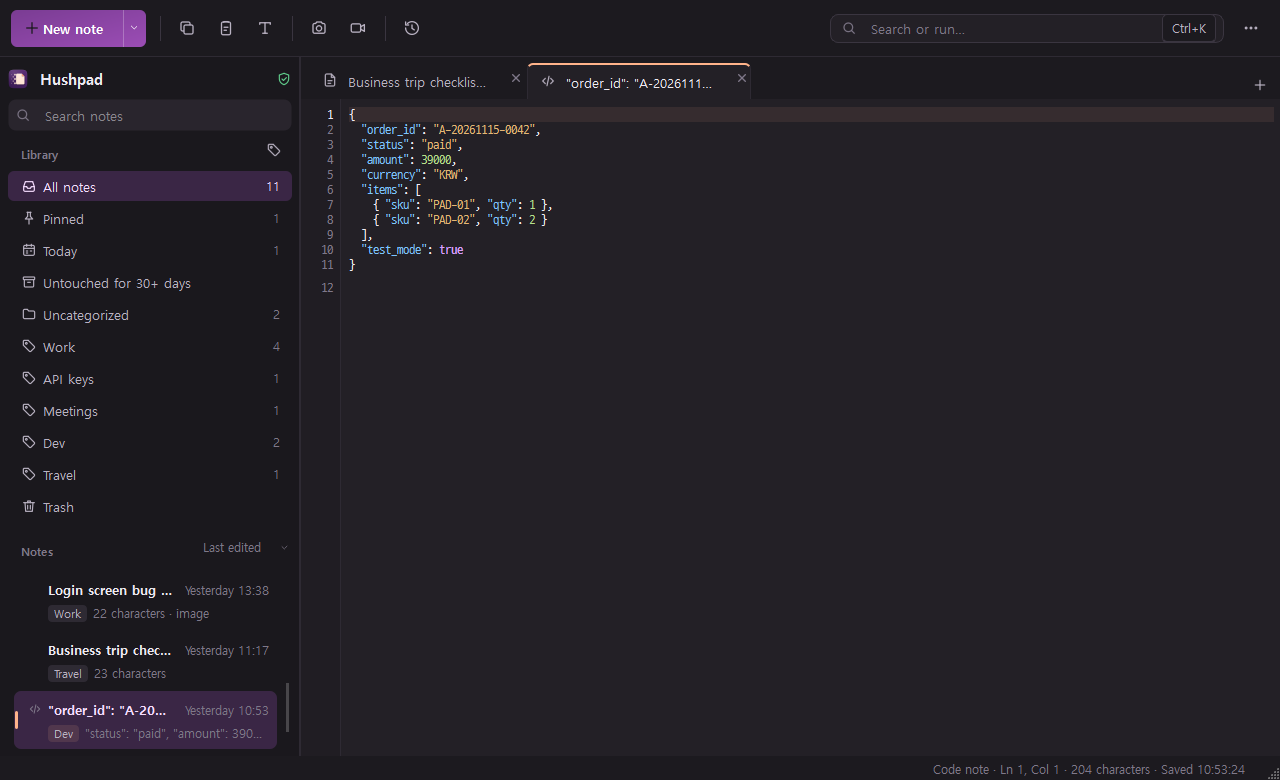 New note
Search or run...
Ctrl+K
Hushpad
Search notes
Library
All notes 11
Pinned 1
Today 1
Untouched for 30+ days
Uncategorized 2
Work 4
API keys 1
Meetings 1
Dev 2
Travel 1
Trash
Notes
Last edited
Login screen bug ... Yesterday 13:38
Work 22 characters · image
Business trip chec... Yesterday 11:17
Travel 23 characters
"order_id": "A-20... Yesterday 10:53
Dev "status": "paid", "amount": 390...
Business trip checklis...
"order_id": "A-2026111...
1 {
2   "order_id": "A-20261115-0042",
3   "status": "paid",
4   "amount": 39000,
5   "currency": "KRW",
6   "items": [
7     { "sku": "PAD-01", "qty": 1 },
8     { "sku": "PAD-02", "qty": 2 }
9   ],
10   "test_mode": true
11 }
12
Code note · Ln 1, Col 1 · 204 characters · Saved 10:53:24